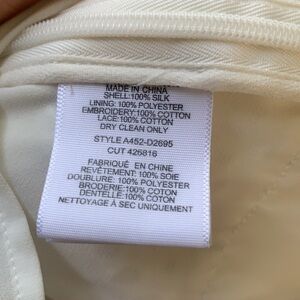 MADE IN CHINA
SHELL:100% SILK
LINING:100% POLYESTER
EMBROIDERY:100% COTTON
LACE:100% COTTON
DRY CLEAN ONLY
STYLE A452-D2695
CUT 426816
FABRIQUÉ EN CHINE
REVÊTEMENT:100% SOIE
DOUBLURE:100% POLYESTER
BRODERIE:100% COTON
DENTELLE:100% COTON
NETTOYAGE À SEC UNIQUEMENT